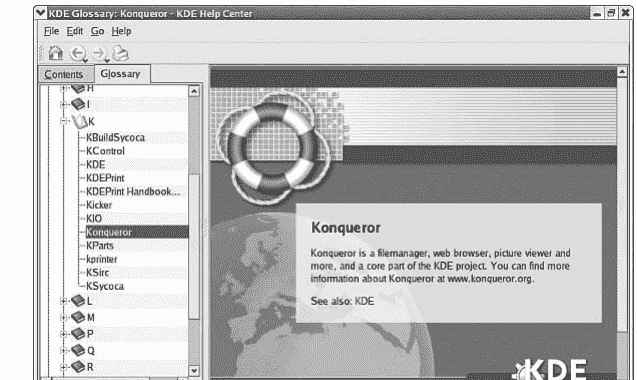 KDE Glossary: Konqueror - KDE Help Center
File Edit Go Help
Contents Glossary
H
I
K
KBuildSycoca
KControl
KDE
KDEPrint
KDEPrint Handbook...
Kicker
KIO
Konqueror
KParts
kprinter
KSirc
KSycoca
L
M
P
Q
R
Konqueror
Konqueror is a filemanager, web browser, picture viewer and
more, and a core part of the KDE project. You can find more
information about Konqueror at www.konqueror.org.
See also: KDE
KDE